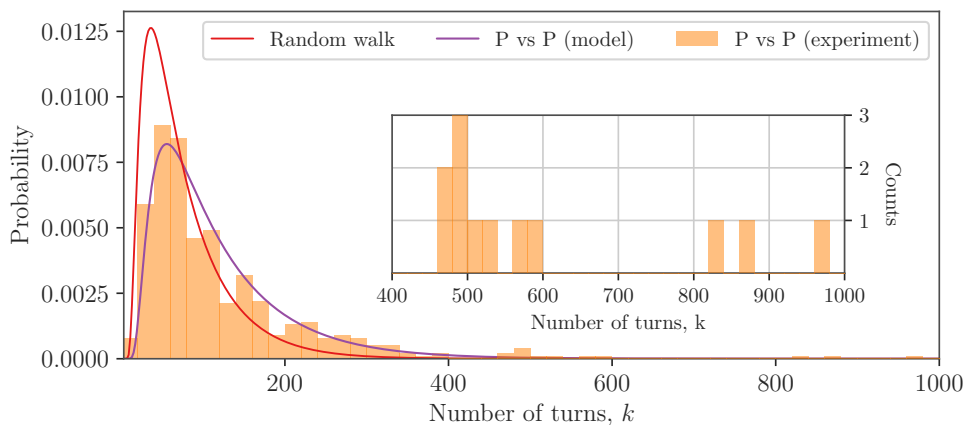 Random walk P vs P (model) P vs P (experiment)
Probability
0.0125
0.0100
0.0075
0.0050
0.0025
0.0000
200 400 600 800 1000
Number of turns, k
3
2
1
Counts
400 500 600 700 800 900 1000
Number of turns, k